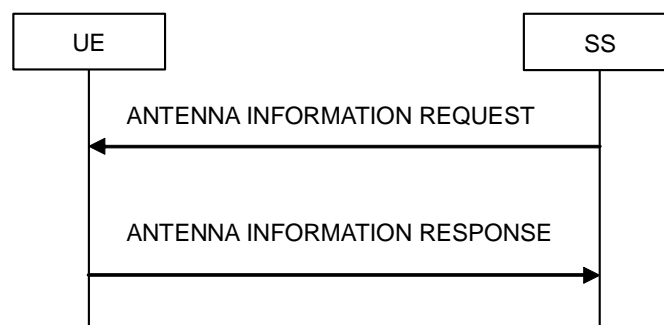 UE
SS
ANTENNA INFORMATION REQUEST
ANTENNA INFORMATION RESPONSE